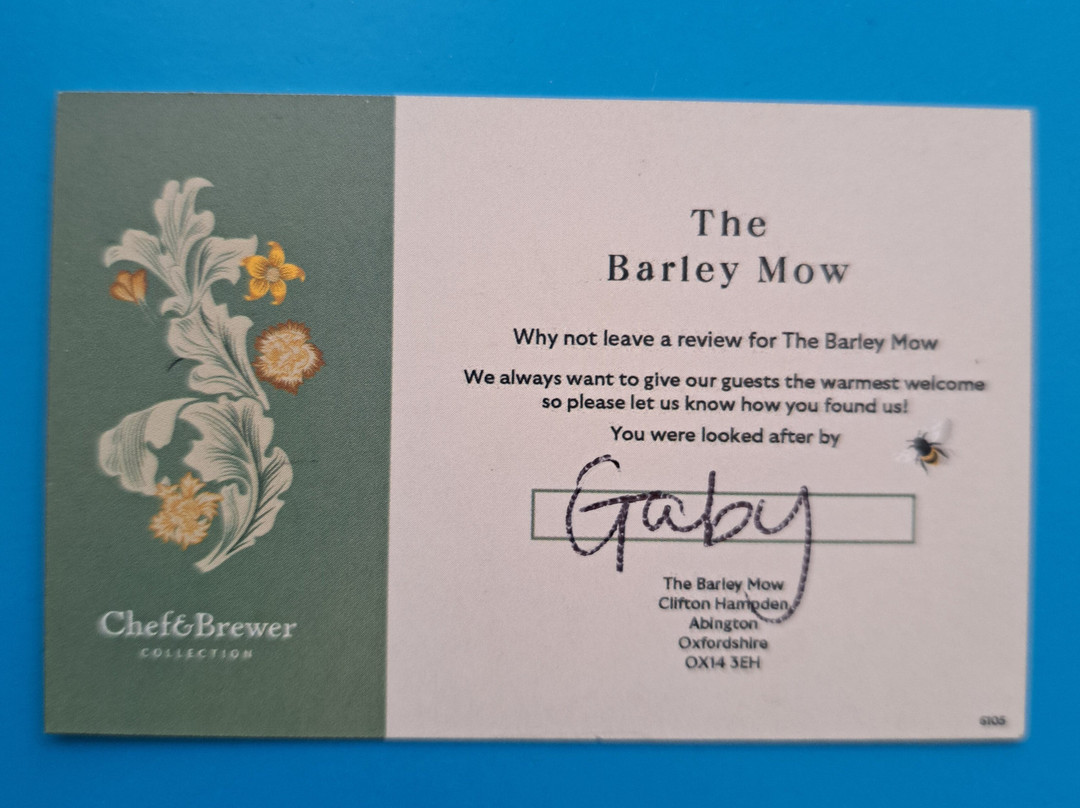 The
Barley Mow
Why not leave a review for The Barley Mow
We always want to give our guests the warmest welcome
so please let us know how you found us!
You were looked after by
Gaby
The Barley Mow
Clifton Hampden
Abington
Oxfordshire
OX14 3EH
Chef&Brewer
COLLECTION
5105